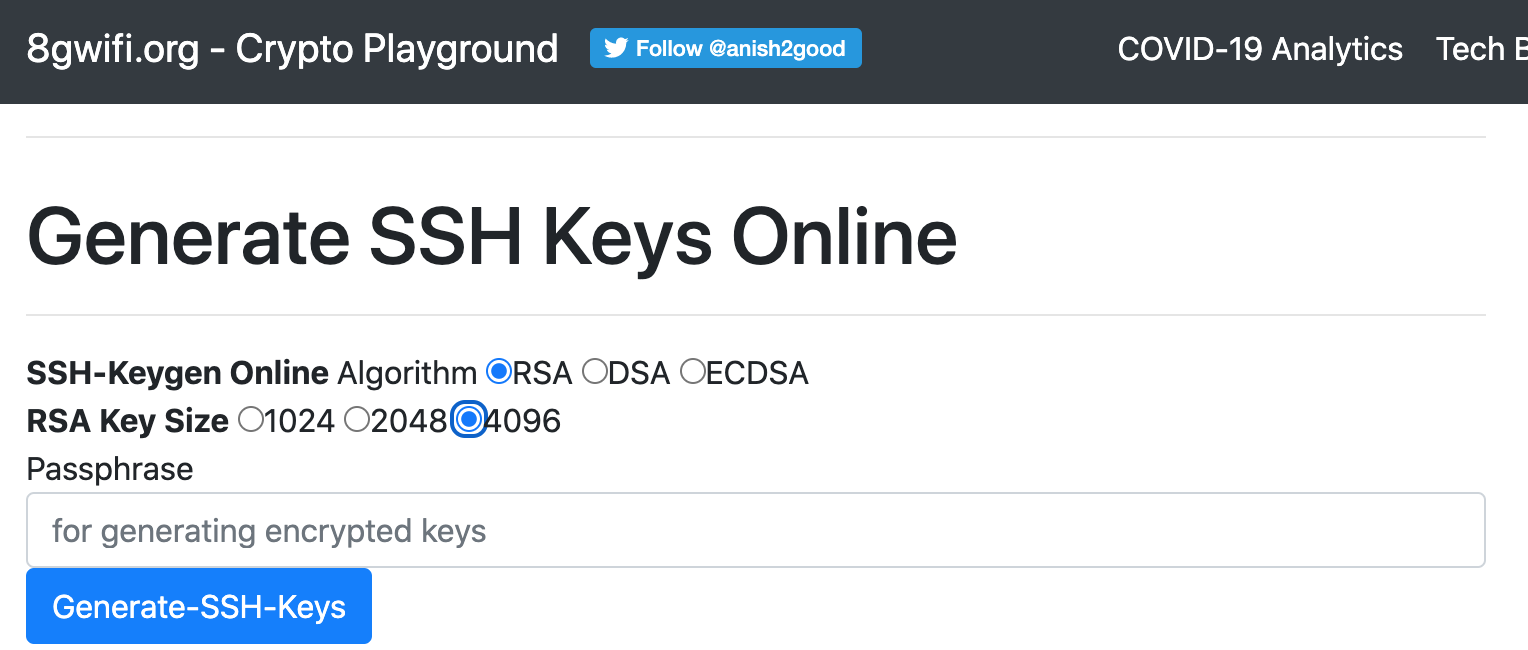 8gwifi.org - Crypto Playground Follow @anish2good COVID-19 Analytics Tech B
Generate SSH Keys Online
SSH-Keygen Online Algorithm RSA DSA ECDSA
RSA Key Size 1024 2048 4096
Passphrase
for generating encrypted keys
Generate-SSH-Keys